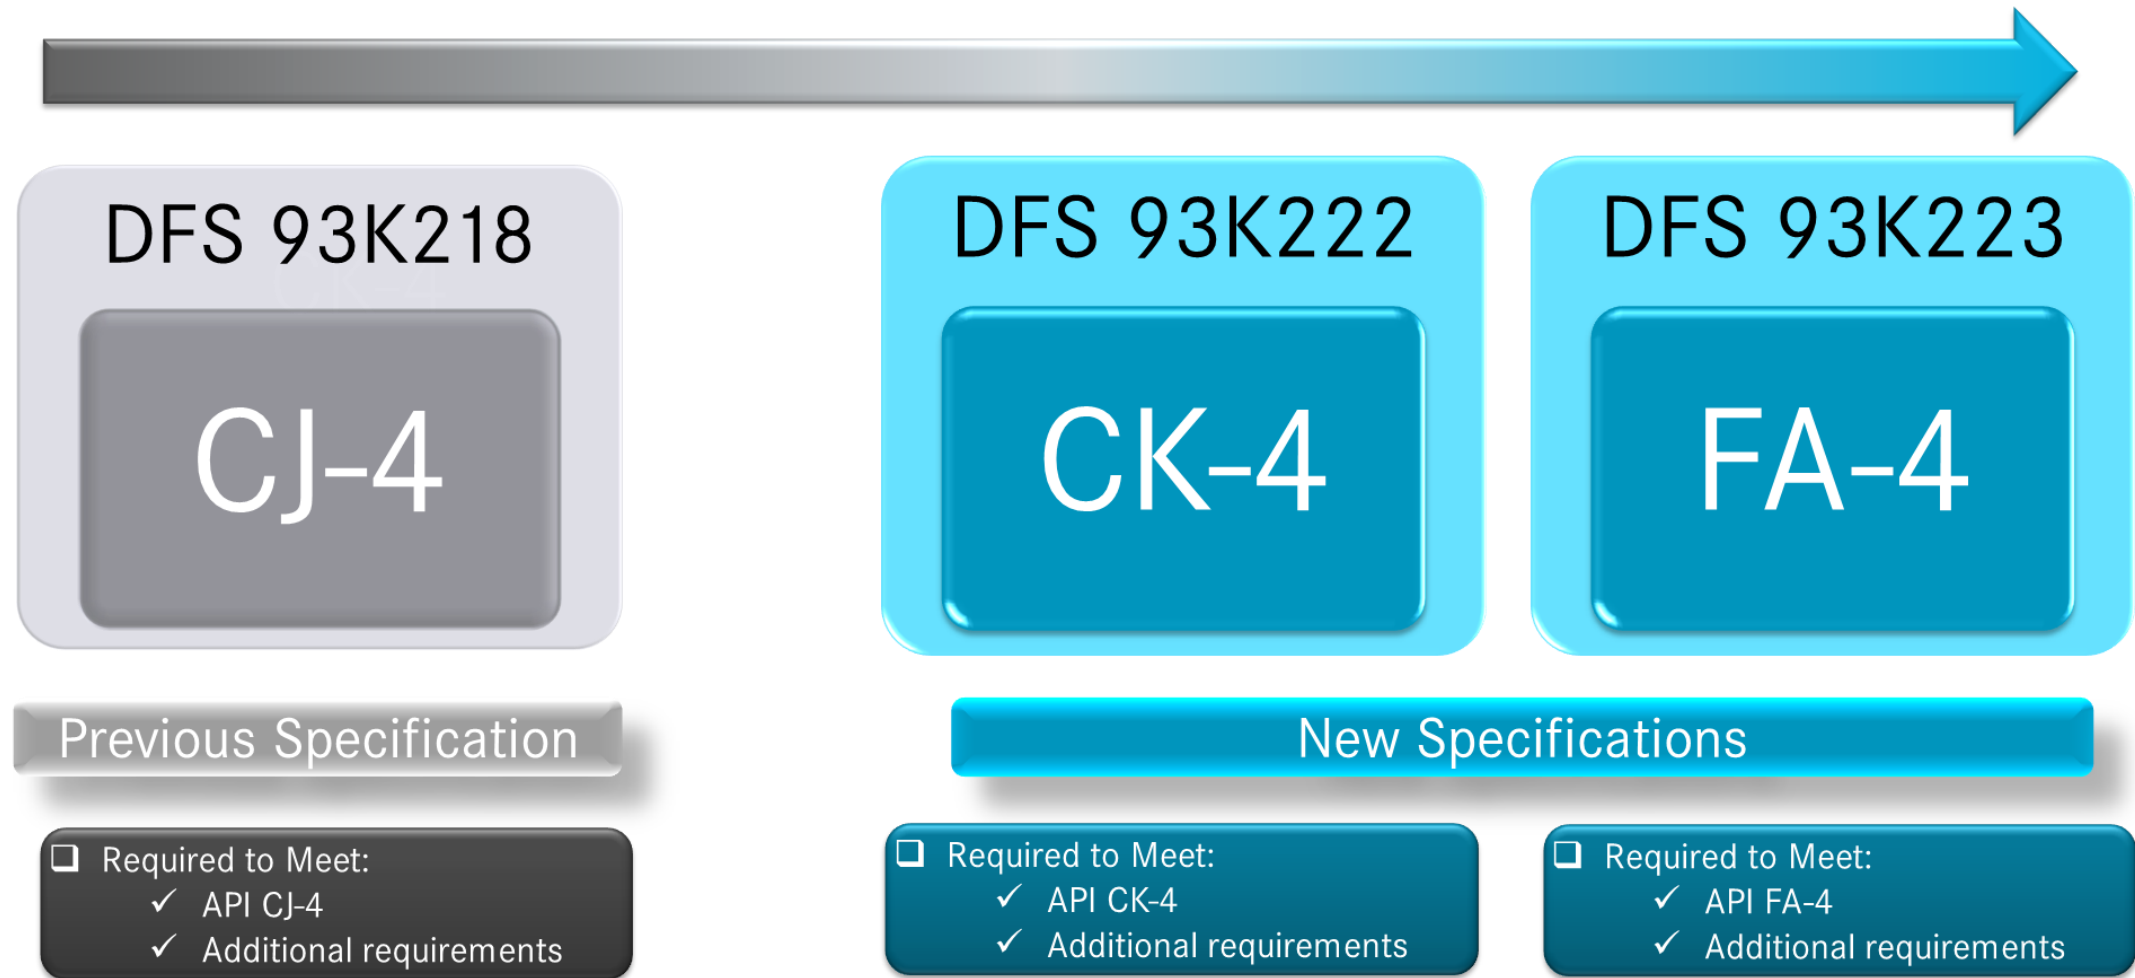 DFS 93K218
CK-4
CJ-4
DFS 93K222
CK-4
DFS 93K223
FA-4
Previous Specification
New Specifications
Required to Meet:
API CJ-4
Additional requirements
Required to Meet:
API CK-4
Additional requirements
Required to Meet:
API FA-4
Additional requirements